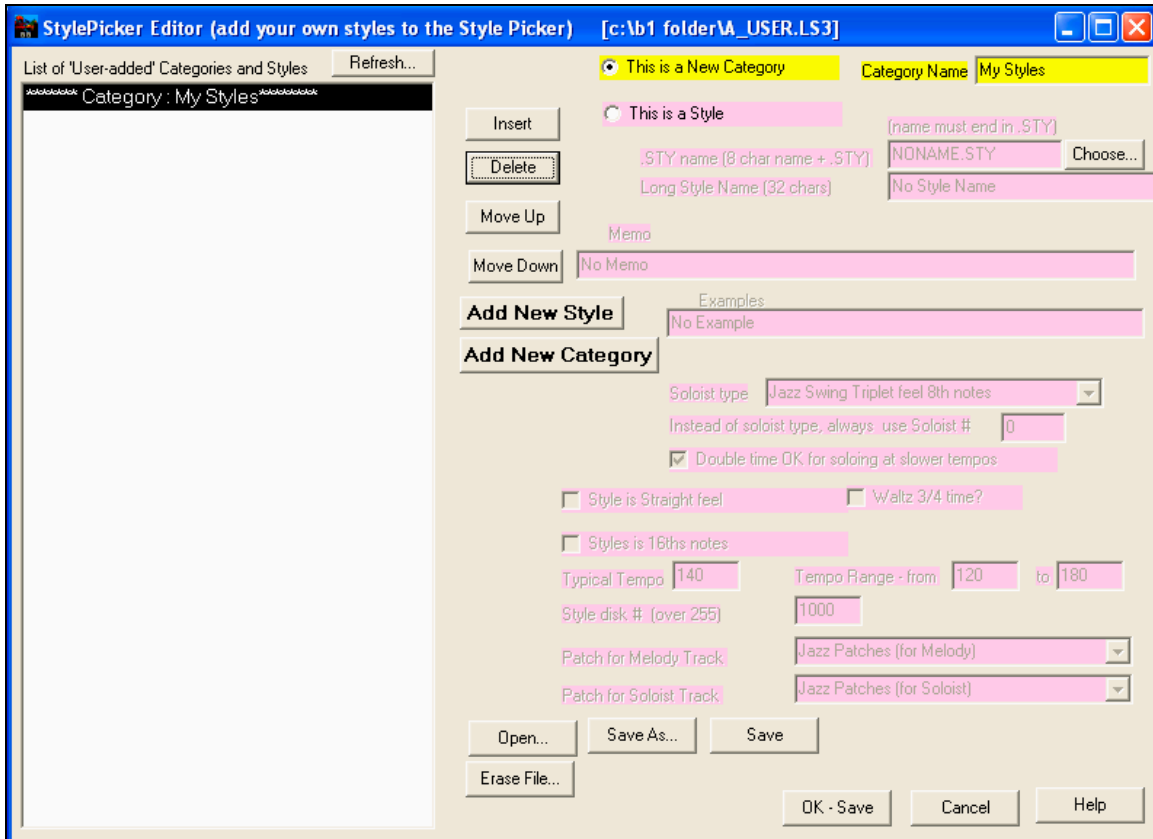 StylePicker Editor (add your own styles to the Style Picker) [c:\b1 folder\A_USER.LS3]
List of 'User-added' Categories and Styles Refresh...
******* Category : My Styles*********
This is a New Category
Category Name My Styles
Insert
This is a Style
(name must end in .STY)
Delete
.STY name (8 char name + .STY) NONAME.STY Choose...
Long Style Name (32 chars) No Style Name
Move Up
Memo
Move Down No Memo
Add New Style
Examples
No Example
Add New Category
Soloist type Jazz Swing Triplet feel 8th notes
Instead of soloist type, always use Soloist # 0
Double time OK for soloing at slower tempos
Style is Straight feel Waltz 3/4 time?
Styles is 16ths notes
Typical Tempo 140 Tempo Range - from 120 to 180
Style disk # (over 255) 1000
Patch for Melody Track Jazz Patches (for Melody)
Patch for Soloist Track Jazz Patches (for Soloist)
Open... Save As... Save
Erase File...
OK - Save Cancel Help